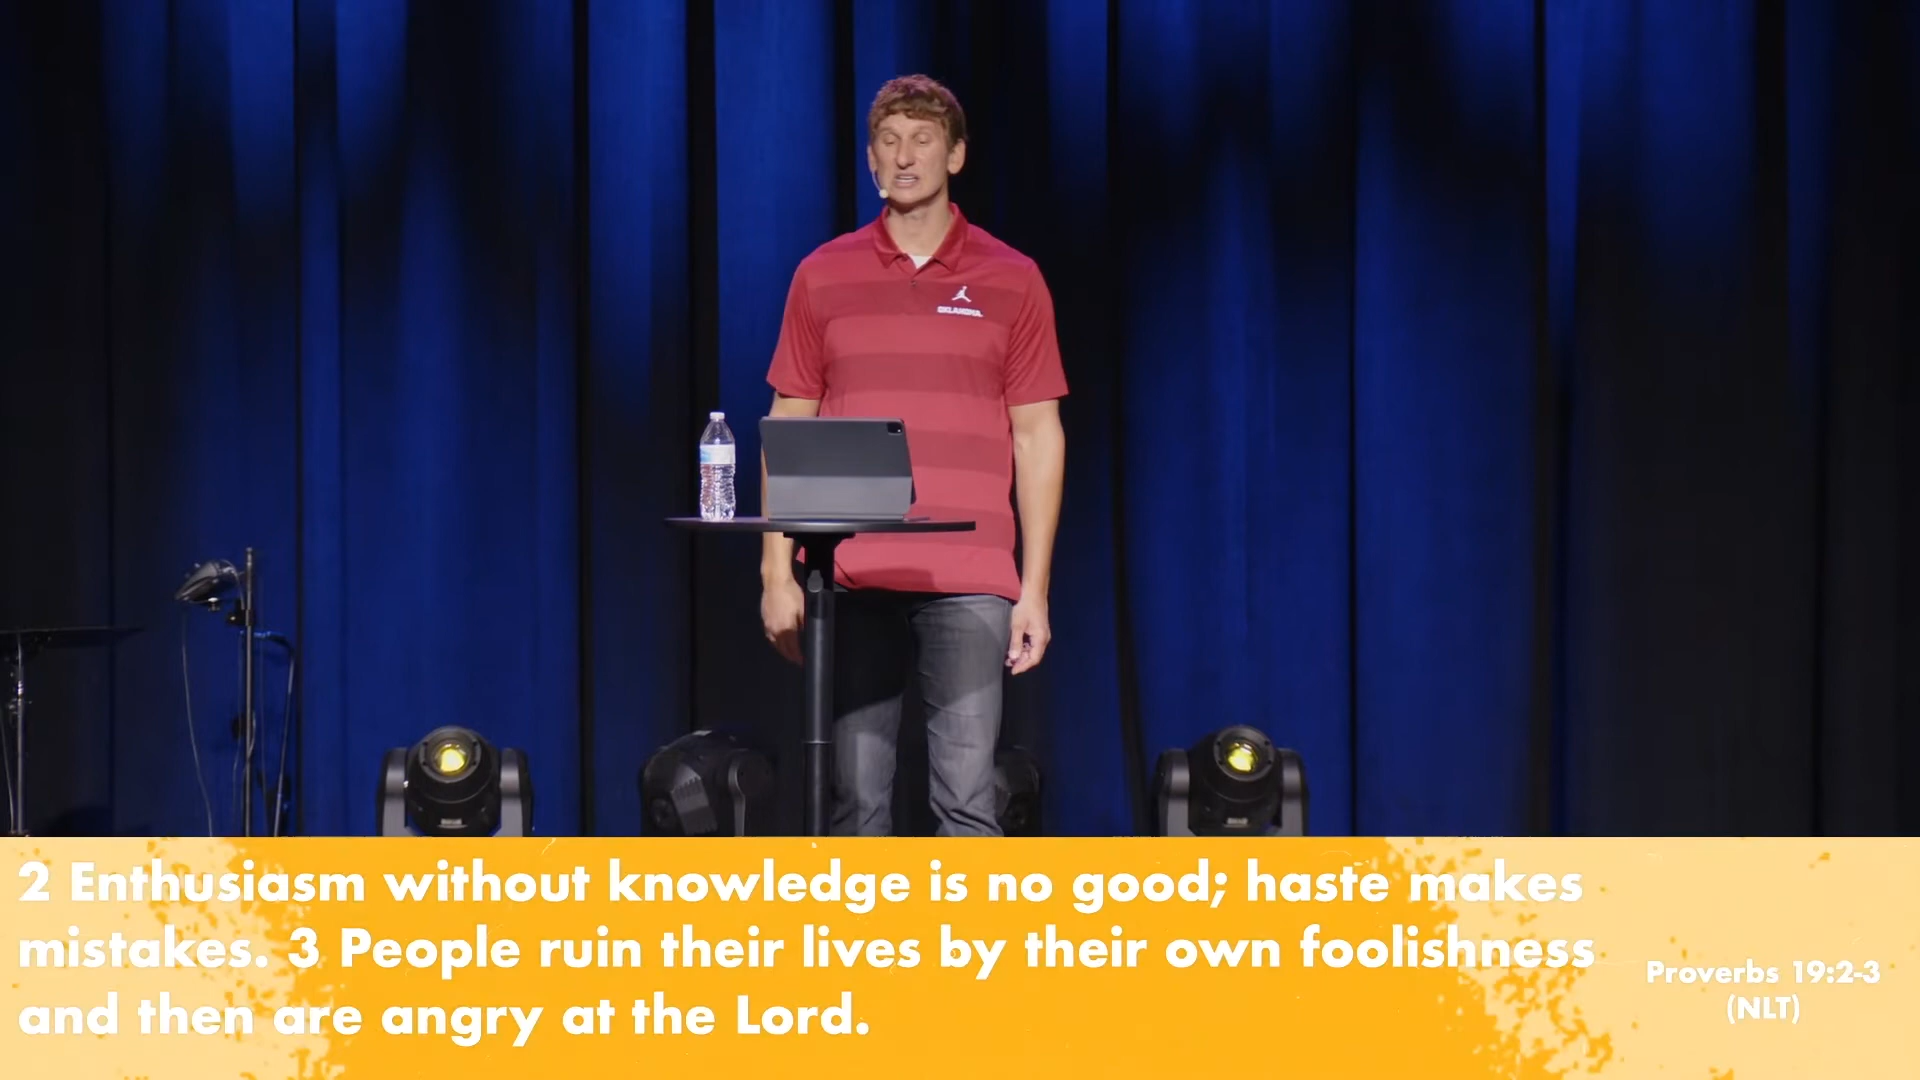 OKLAHOMA
2 Enthusiasm without knowledge is no good; haste makes
mistakes. 3 People ruin their lives by their own foolishness
and then are angry at the Lord.
Proverbs 19:2-3
(NLT)